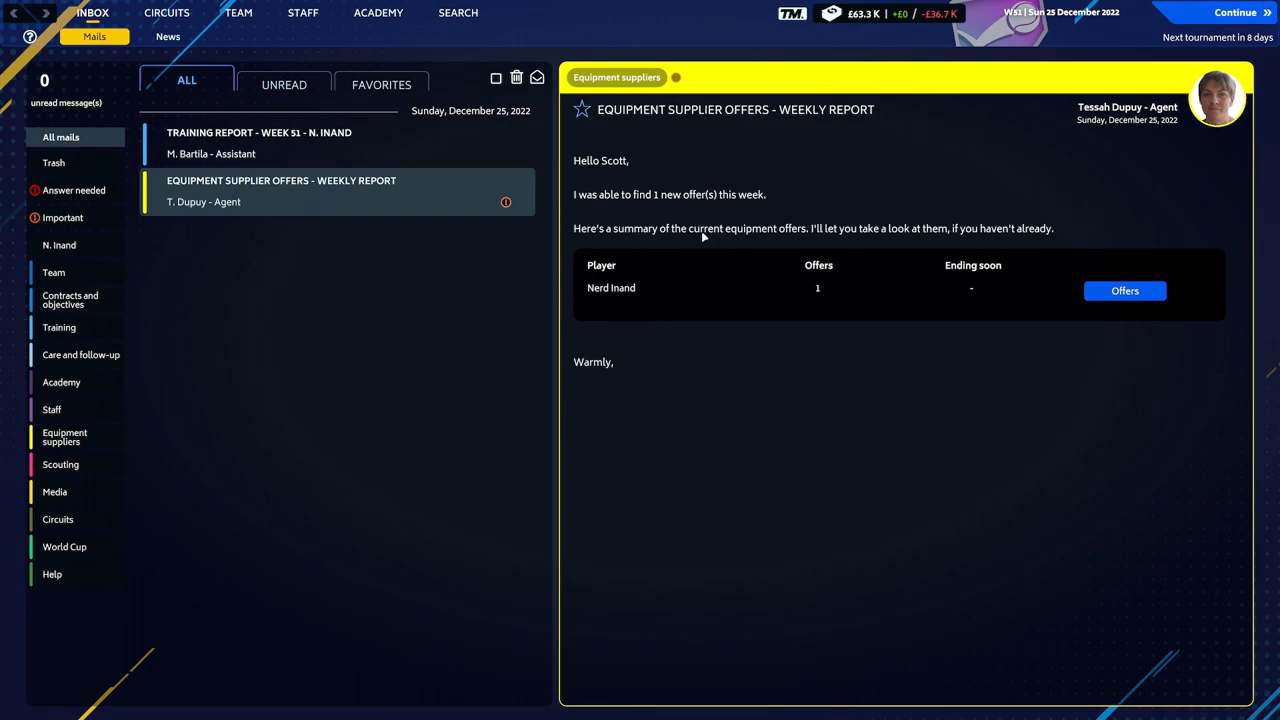 INBOX
CIRCUITS
TEAM
STAFF
ACADEMY
SEARCH
TM.
£63.3 K | +£0 / -£36.7K
W51 | Sun 25 December 2022
Continue
Mails
News
Next tournament in 8 days
0
unread message(s)
ALL
UNREAD
FAVORITES
Sunday, December 25, 2022
TRAINING REPORT - WEEK 51 - N. INAND
M. Bartila - Assistant
EQUIPMENT SUPPLIER OFFERS - WEEKLY REPORT
T. Dupuy - Agent
All mails
Trash
Answer needed
Important
N. Inand
Team
Contracts and
objectives
Training
Care and follow-up
Academy
Staff
Equipment
suppliers
Scouting
Media
Circuits
World Cup
Help
Equipment suppliers
EQUIPMENT SUPPLIER OFFERS - WEEKLY REPORT
Tessah Dupuy - Agent
Sunday, December 25, 2022
Hello Scott,
I was able to find 1 new offer(s) this week.
Here's a summary of the current equipment offers. I'll let you take a look at them, if you haven't already.
Player Offers Ending soon
Nerd Inand 1 - Offers
Warmly,